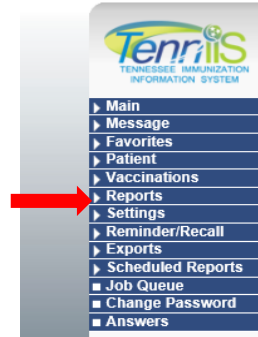 TennIIS
TENNESSEE IMMUNIZATION
INFORMATION SYSTEM
Main
Message
Favorites
Patient
Vaccinations
Reports
Settings
Reminder/Recall
Exports
Scheduled Reports
Job Queue
Change Password
Answers